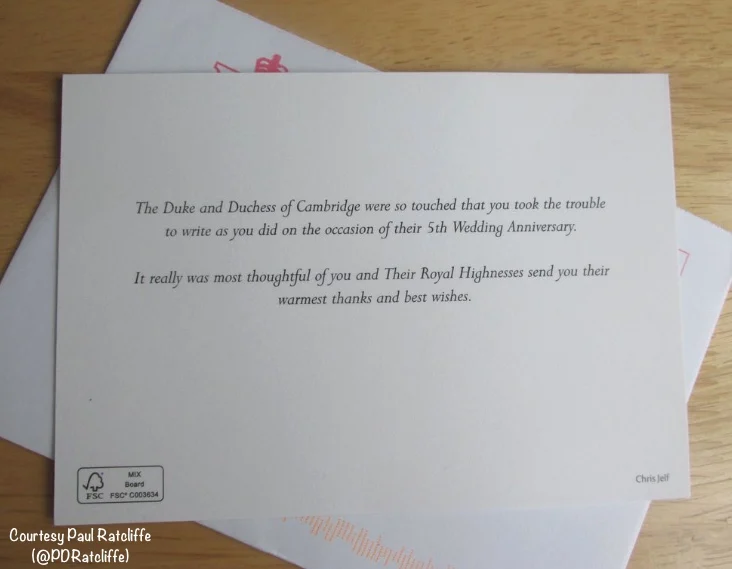 The Duke and Duchess of Cambridge were so touched that you took the trouble
to write as you did on the occasion of their 5th Wedding Anniversary.
It really was most thoughtful of you and Their Royal Highnesses send you their
warmest thanks and best wishes.
MIX
Board
FSC FSC® C003634
Chris Jelf
Courtesy Paul Ratcliffe
(@PDRatcliffe)